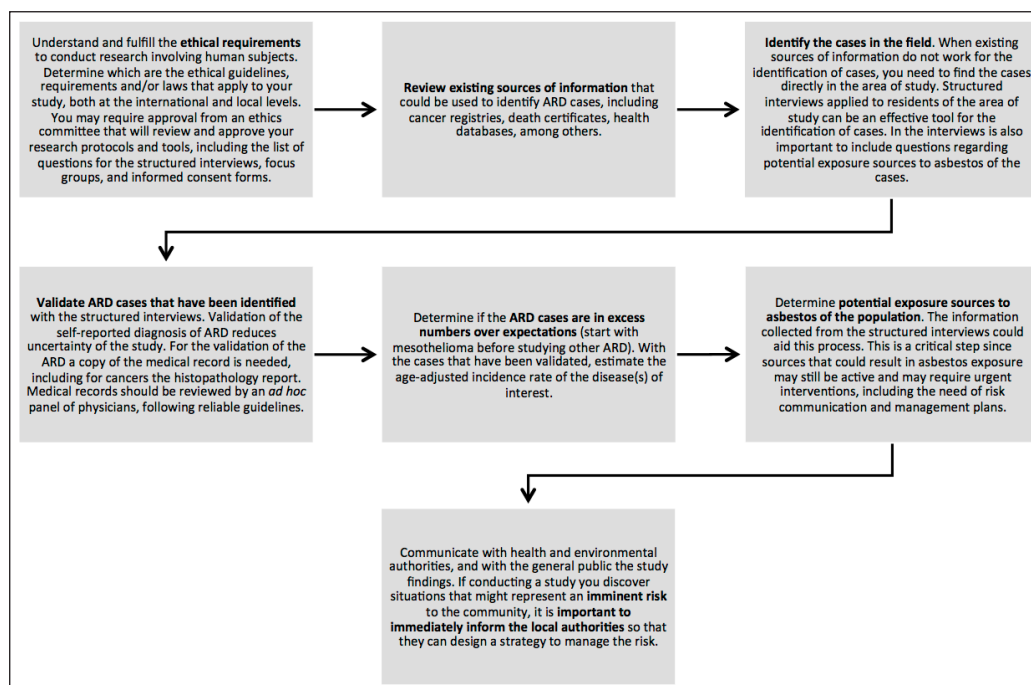 Understand and fulfill the ethical requirements
to conduct research involving human subjects.
Determine which are the ethical guidelines,
requirements and/or laws that apply to your
study, both at the international and local levels.
You may require approval from an ethics
committee that will review and approve your
research protocols and tools, including the list of
questions for the structured interviews, focus
groups, and informed consent forms.
Review existing sources of information that
could be used to identify ARD cases, including
cancer registries, death certificates, health
databases, among others.
Identify the cases in the field. When existing
sources of information do not work for the
identification of cases, you need to find the cases
directly in the area of study. Structured
interviews applied to residents of the area of
study can be an effective tool for the
identification of cases. In the interviews is also
important to include questions regarding
potential exposure sources to asbestos of the
cases.
Validate ARD cases that have been identified
with the structured interviews. Validation of the
self-reported diagnosis of ARD reduces
uncertainty of the study. For the validation of the
ARD a copy of the medical record is needed,
including for cancers the histopathology report.
Medical records should be reviewed by an ad hoc
panel of physicians, following reliable guidelines.
Determine if the ARD cases are in excess
numbers over expectations (start with
mesothelioma before studying other ARD). With
the cases that have been validated, estimate the
age-adjusted incidence rate of the disease(s) of
interest.
Determine potential exposure sources to
asbestos of the population. The information
collected from the structured interviews could
aid this process. This is a critical step since
sources that could result in asbestos exposure
may still be active and may require urgent
interventions, including the need of risk
communication and management plans.
Communicate with health and environmental
authorities, and with the general public the study
findings. If conducting a study you discover
situations that might represent an imminent risk
to the community, it is important to
immediately inform the local authorities so that
they can design a strategy to manage the risk.